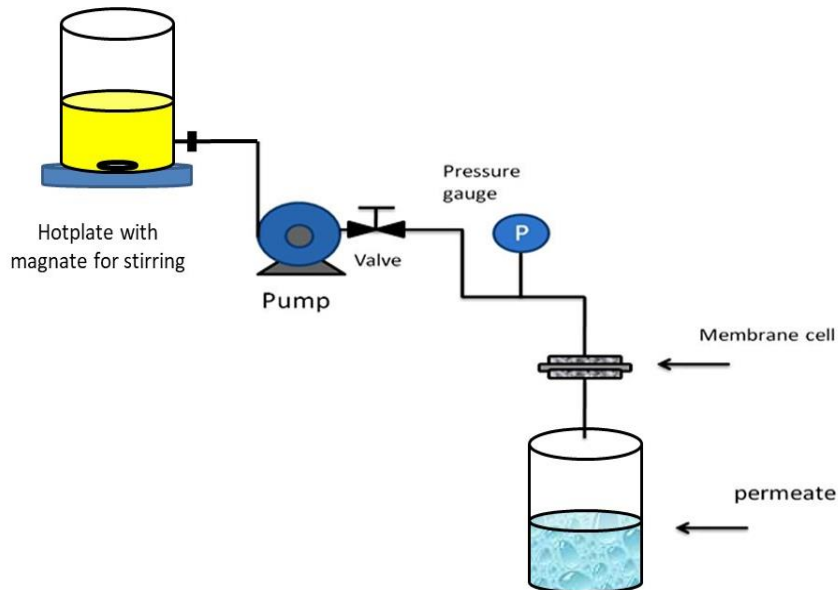 Pressure
gauge
P
Hotplate with
magnate for stirring
Valve
Pump
Membrane cell
permeate